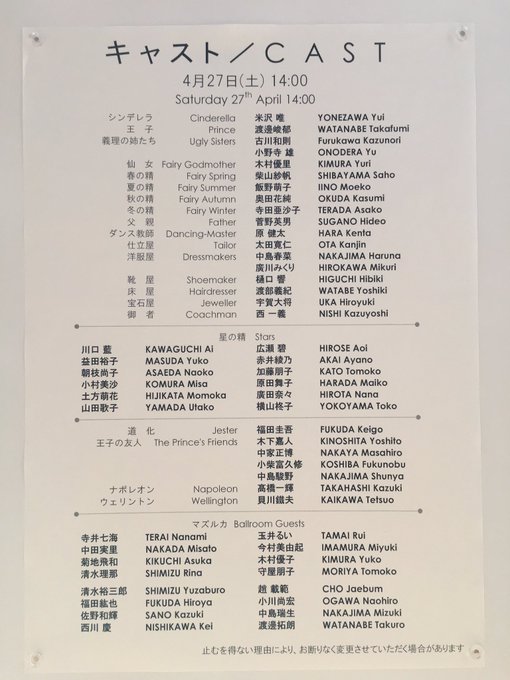 キャスト／CAST
4月27日(土) 14:00
Saturday 27th April 14:00
シンデレラ Cinderella 米沢 唯 YONEZAWA Yui
王 子 Prince 渡邊峻郁 WATANABE Takafumi
義理の姉たち Ugly Sisters 古川和則 Furukawa Kazunori
小野寺 雄 ONODERA Yu
仙 女 Fairy Godmother 木村優里 KIMURA Yuri
春の精 Fairy Spring 柴山紗帆 SHIBAYAMA Saho
夏の精 Fairy Summer 飯野萌子 IINO Moeko
秋の精 Fairy Autumn 奥田花純 OKUDA Kasumi
冬の精 Fairy Winter 寺田亜沙子 TERADA Asako
父 親 Father 菅野英男 SUGANO Hideo
ダンス教師 Dancing-Master 原 健太 HARA Kenta
仕立屋 Tailor 太田寛仁 OTA Kanjin
洋服屋 Dressmakers 中島春菜 NAKAJIMA Haruna
廣川みくり HIROKAWA Mikuri
靴 屋 Shoemaker 樋口 響 HIGUCHI Hibiki
床 屋 Hairdresser 渡部義紀 WATABE Yoshiki
宝石屋 Jeweller 宇賀大将 UKA Hiroyuki
御 者 Coachman 西 一義 NISHI Kazuyoshi
星の精 Stars
川口 藍 KAWAGUCHI Ai 広瀬 碧 HIROSE Aoi
益田裕子 MASUDA Yuko 赤井綾乃 AKAI Ayano
朝枝尚子 ASAEDA Naoko 加藤朋子 KATO Tomoko
小村美沙 KOMURA Misa 原田舞子 HARADA Maiko
土方萌花 HIJIKATA Momoka 廣田奈々 HIROTA Nana
山田歌子 YAMADA Utako 横山柊子 YOKOYAMA Toko
道 化 Jester 福田圭吾 FUKUDA Keigo
王子の友人 The Prince's Friends 木下嘉人 KINOSHITA Yoshito
中家正博 NAKAYA Masahiro
小柴富久修 KOSHIBA Fukunobu
中島駿野 NAKAJIMA Shunya
ナポレオン Napoleon 髙橋一輝 TAKAHASHI Kazuki
ウェリントン Wellington 貝川鐵夫 KAIKAWA Tetsuo
マズルカ Ballroom Guests
寺井七海 TERAI Nanami 玉井るい TAMAI Rui
中田実里 NAKADA Misato 今村美由起 IMAMURA Miyuki
菊地飛和 KIKUCHI Asuka 木村優子 KIMURA Yuko
清水理那 SHIMIZU Rina 守屋朋子 MORIYA Tomoko
清水裕三郎 SHIMIZU Yuzaburo 趙 載範 CHO Jaebum
福田紘也 FUKUDA Hiroya 小川尚宏 OGAWA Naohiro
佐野和輝 SANO Kazuki 中島瑞生 NAKAJIMA Mizuki
西川 慶 NISHIKAWA Kei 渡邊拓朗 WATANABE Takuro
止むを得ない理由により、お断りなく変更させていただく場合があります